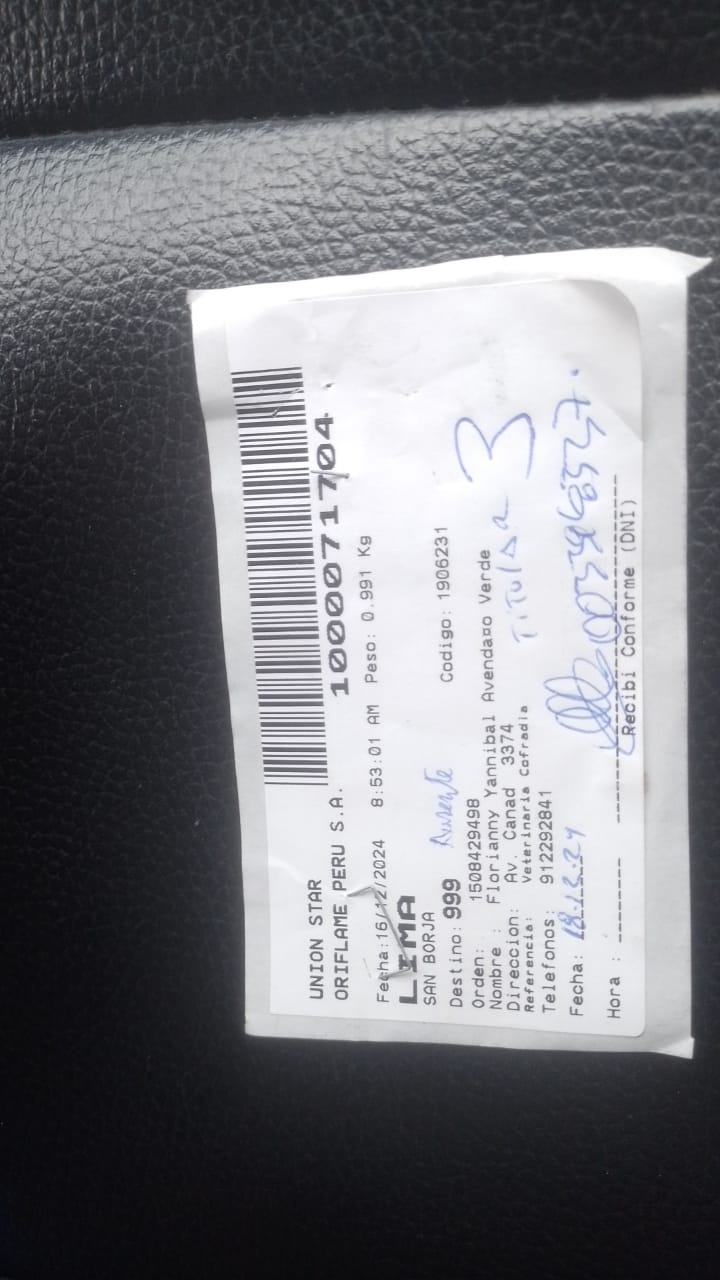 UNION STAR
ORIFLAME PERU S.A.
1000071704
Fecha:16/12/2024 8:53:01 AM Peso: 0.991 Kg
LIMA
SAN BORJA
Ausente
Destino: 999 Codigo: 1906231
Orden: 1508429498
Nombre : Florianny Yannibal Avendano Verde
Direccion: Av. Canad 3374
Referencia: Veterinaria Cofradia
TiTular 3
Telefonos: 912292841
Fecha: 18.12.24
Hora : --------
Recibi Conforme (DNI)